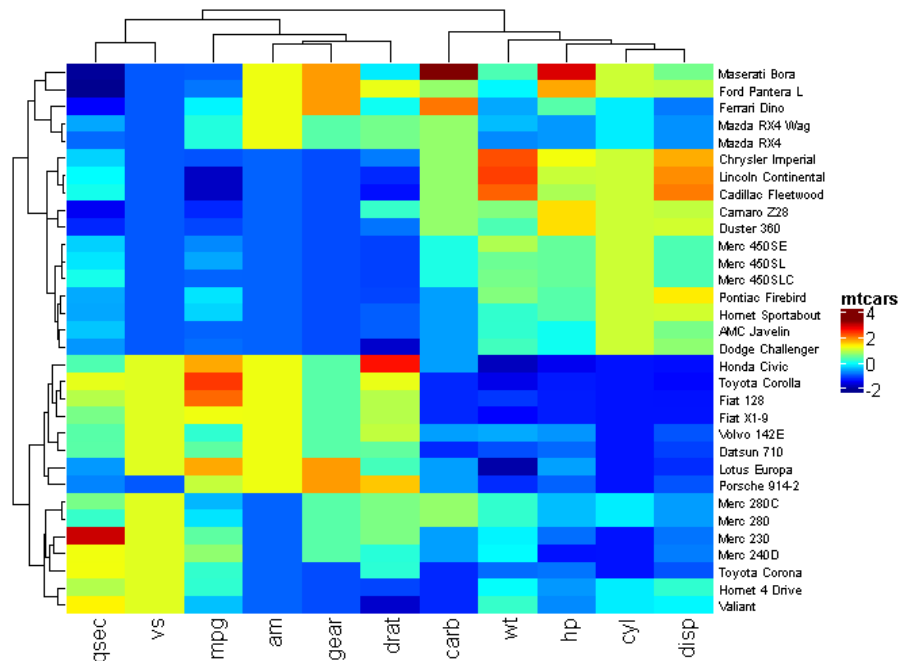 Maserati Bora
Ford Pantera L
Ferrari Dino
Mazda RX4 Wag
Mazda RX4
Chrysler Imperial
Lincoln Continental
Cadillac Fleetwood
Camaro Z28
Duster 360
Merc 450SE
Merc 450SL
Merc 450SLC
Pontiac Firebird
Hornet Sportabout
AMC Javelin
Dodge Challenger
Honda Civic
Toyota Corolla
Fiat 128
Fiat X1-9
Volvo 142E
Datsun 710
Lotus Europa
Porsche 914-2
Merc 280C
Merc 280
Merc 230
Merc 240D
Toyota Corona
Hornet 4 Drive
Valiant
mtcars
4
2
0
-2
qsec vs mpg am gear drat carb wt hp cyl disp